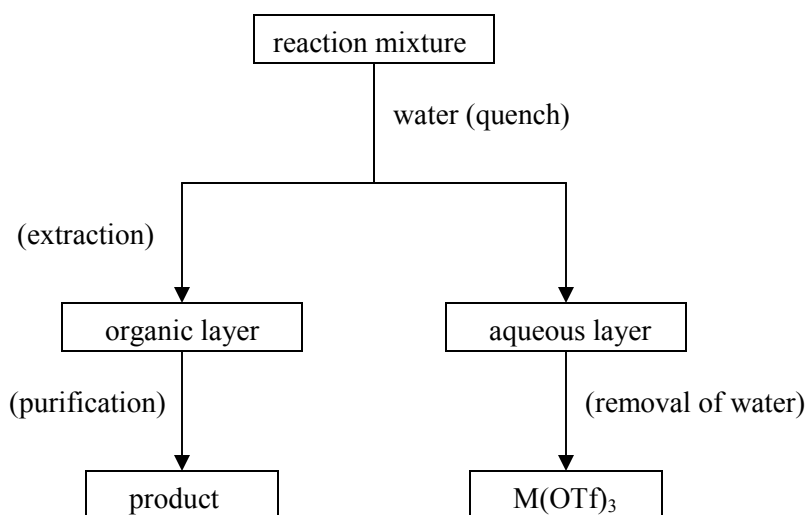 reaction mixture
water (quench)
(extraction)
organic layer
aqueous layer
(purification)
(removal of water)
product
M(OTf)₃